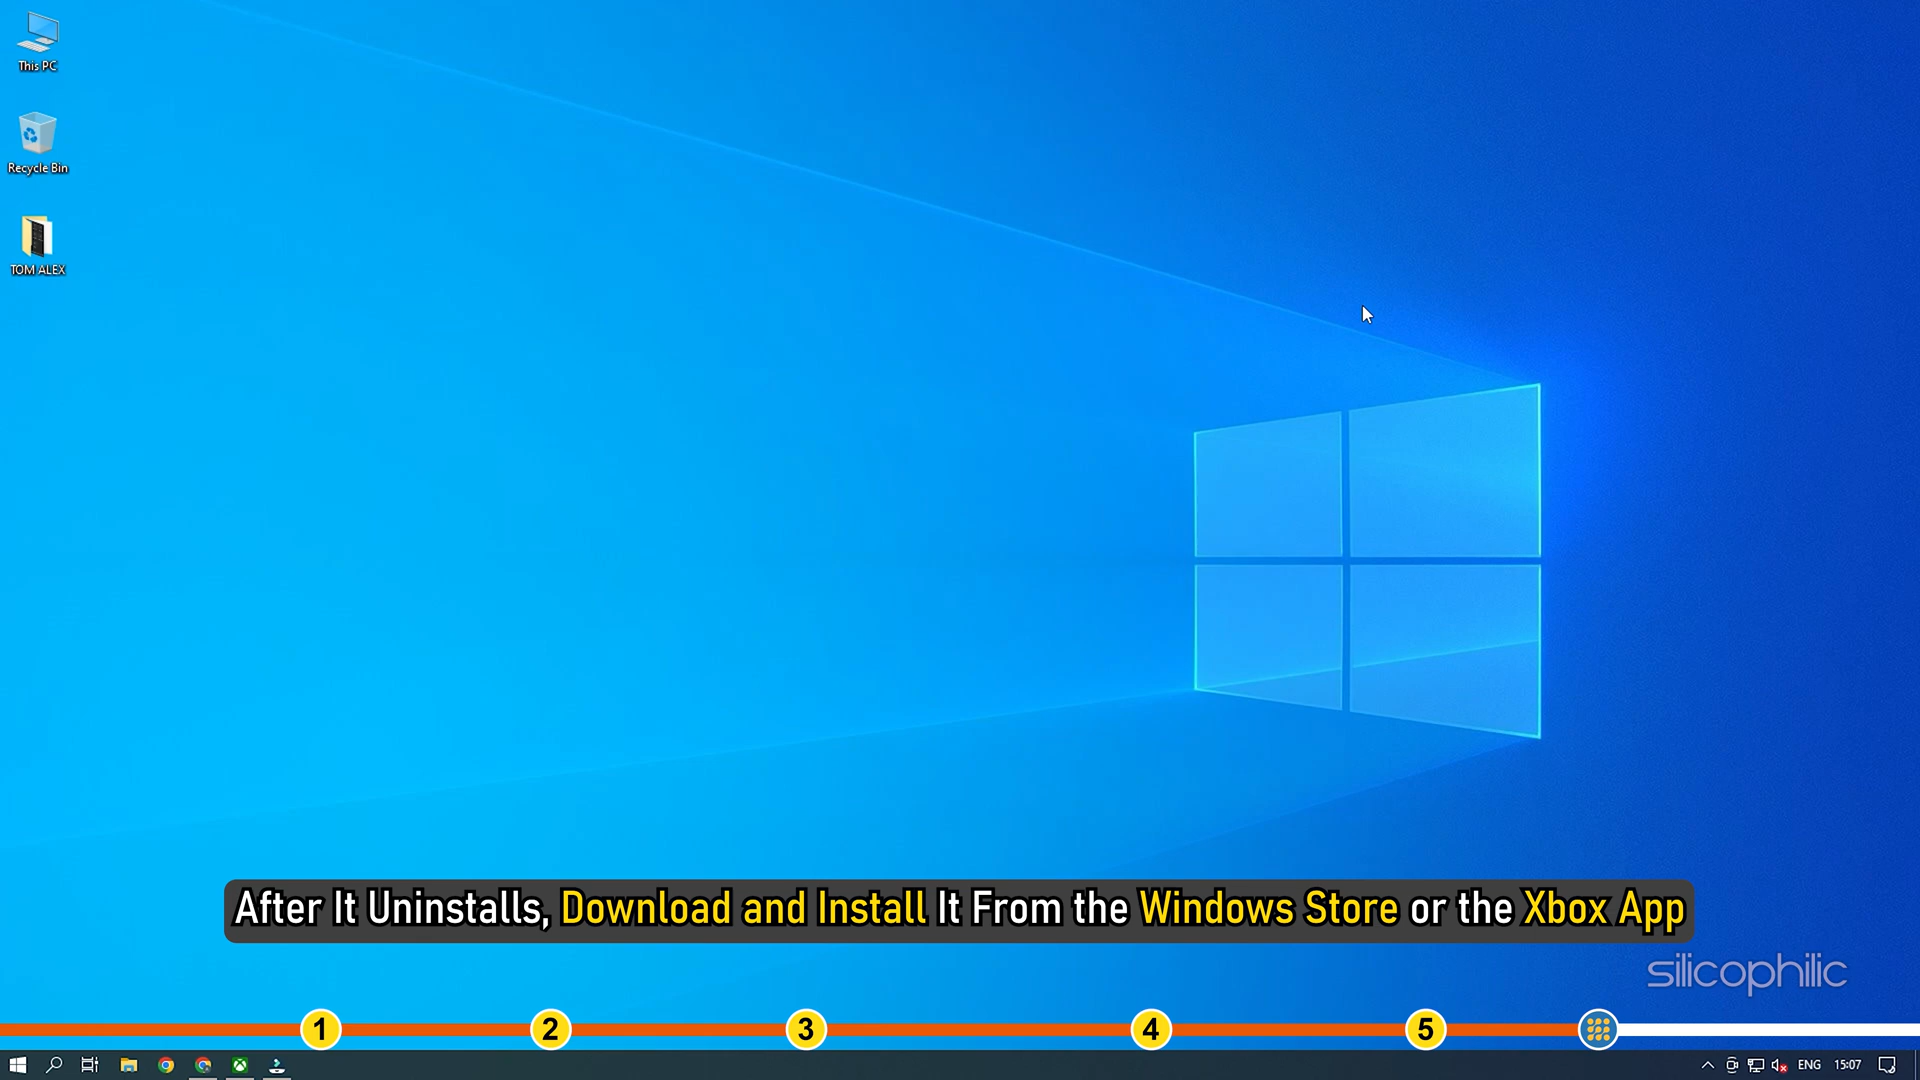 This PC
Recycle Bin
TOM ALEX
After It Uninstalls, Download and Install It From the Windows Store or the Xbox App
silicophilic
1 2 3 4 5
ENG 15:07